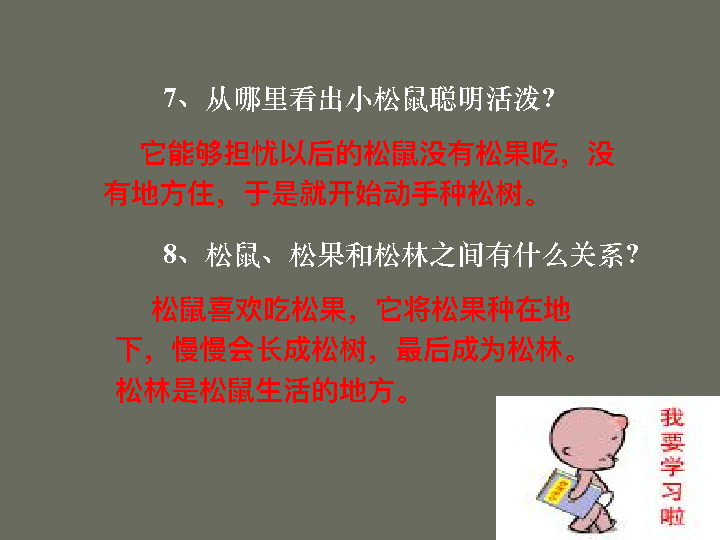 7、从哪里看出小松鼠聪明活泼?
它能够担忧以后的松鼠没有松果吃，没
有地方住，于是就开始动手种松树。
8、松鼠、松果和松林之间有什么关系?
松鼠喜欢吃松果，它将松果种在地
下，慢慢会长成松树，最后成为松林。
松林是松鼠生活的地方。
我
要
学
习
啦